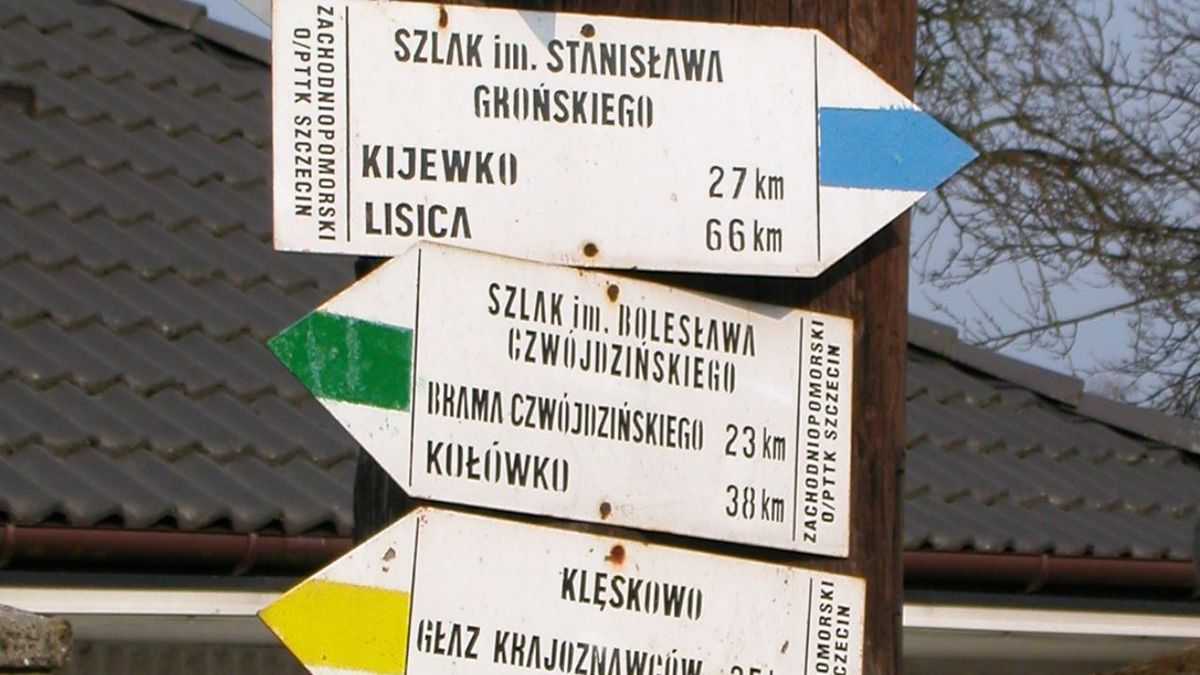 ZACHODNIOPOMORSKI
O/PTTK SZCZECIN
SZLAK im. STANISŁAWA
GROŃSKIEGO
KIJEWKO 27 km
LISICA 66 km
SZLAK im. BOLESŁAWA
CZWÓJDZIŃSKIEGO
BRAMA CZWÓJDZIŃSKIEGO 23 km
KOŁÓWKO 38 km
ZACHODNIOPOMORSKI
O/PTTK SZCZECIN
KLĘSKOWO
GŁAZ KRAJOZNAWCÓW